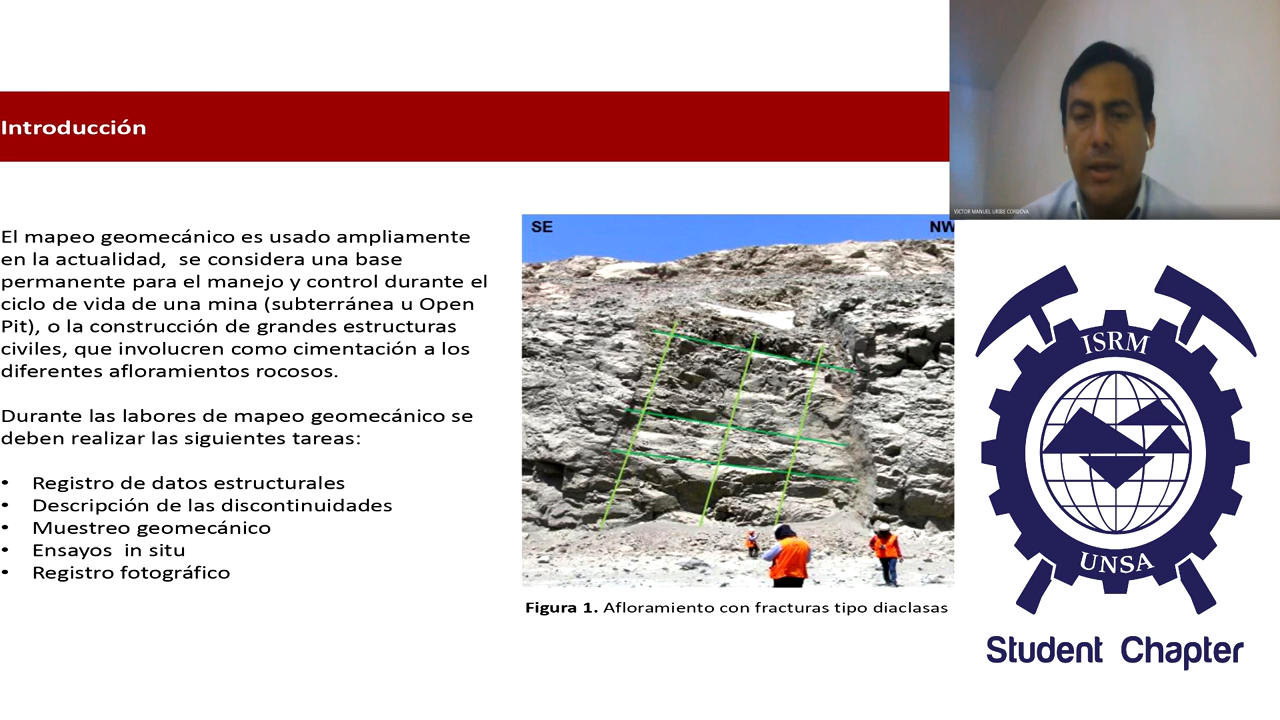 Introducción
El mapeo geomecánico es usado ampliamente
en la actualidad,  se considera una base
permanente para el manejo y control durante el
ciclo de vida de una mina (subterránea u Open
Pit), o la construcción de grandes estructuras
civiles, que involucren como cimentación a los
diferentes afloramientos rocosos.
Durante las labores de mapeo geomecánico se
deben realizar las siguientes tareas:
• Registro de datos estructurales
• Descripción de las discontinuidades
• Muestreo geomecánico
• Ensayos  in situ
• Registro fotográfico
SE
NW
Figura 1. Afloramiento con fracturas tipo diaclasas
VICTOR MANUEL URIBE CORDOVA
ISRM
UNSA
Student Chapter